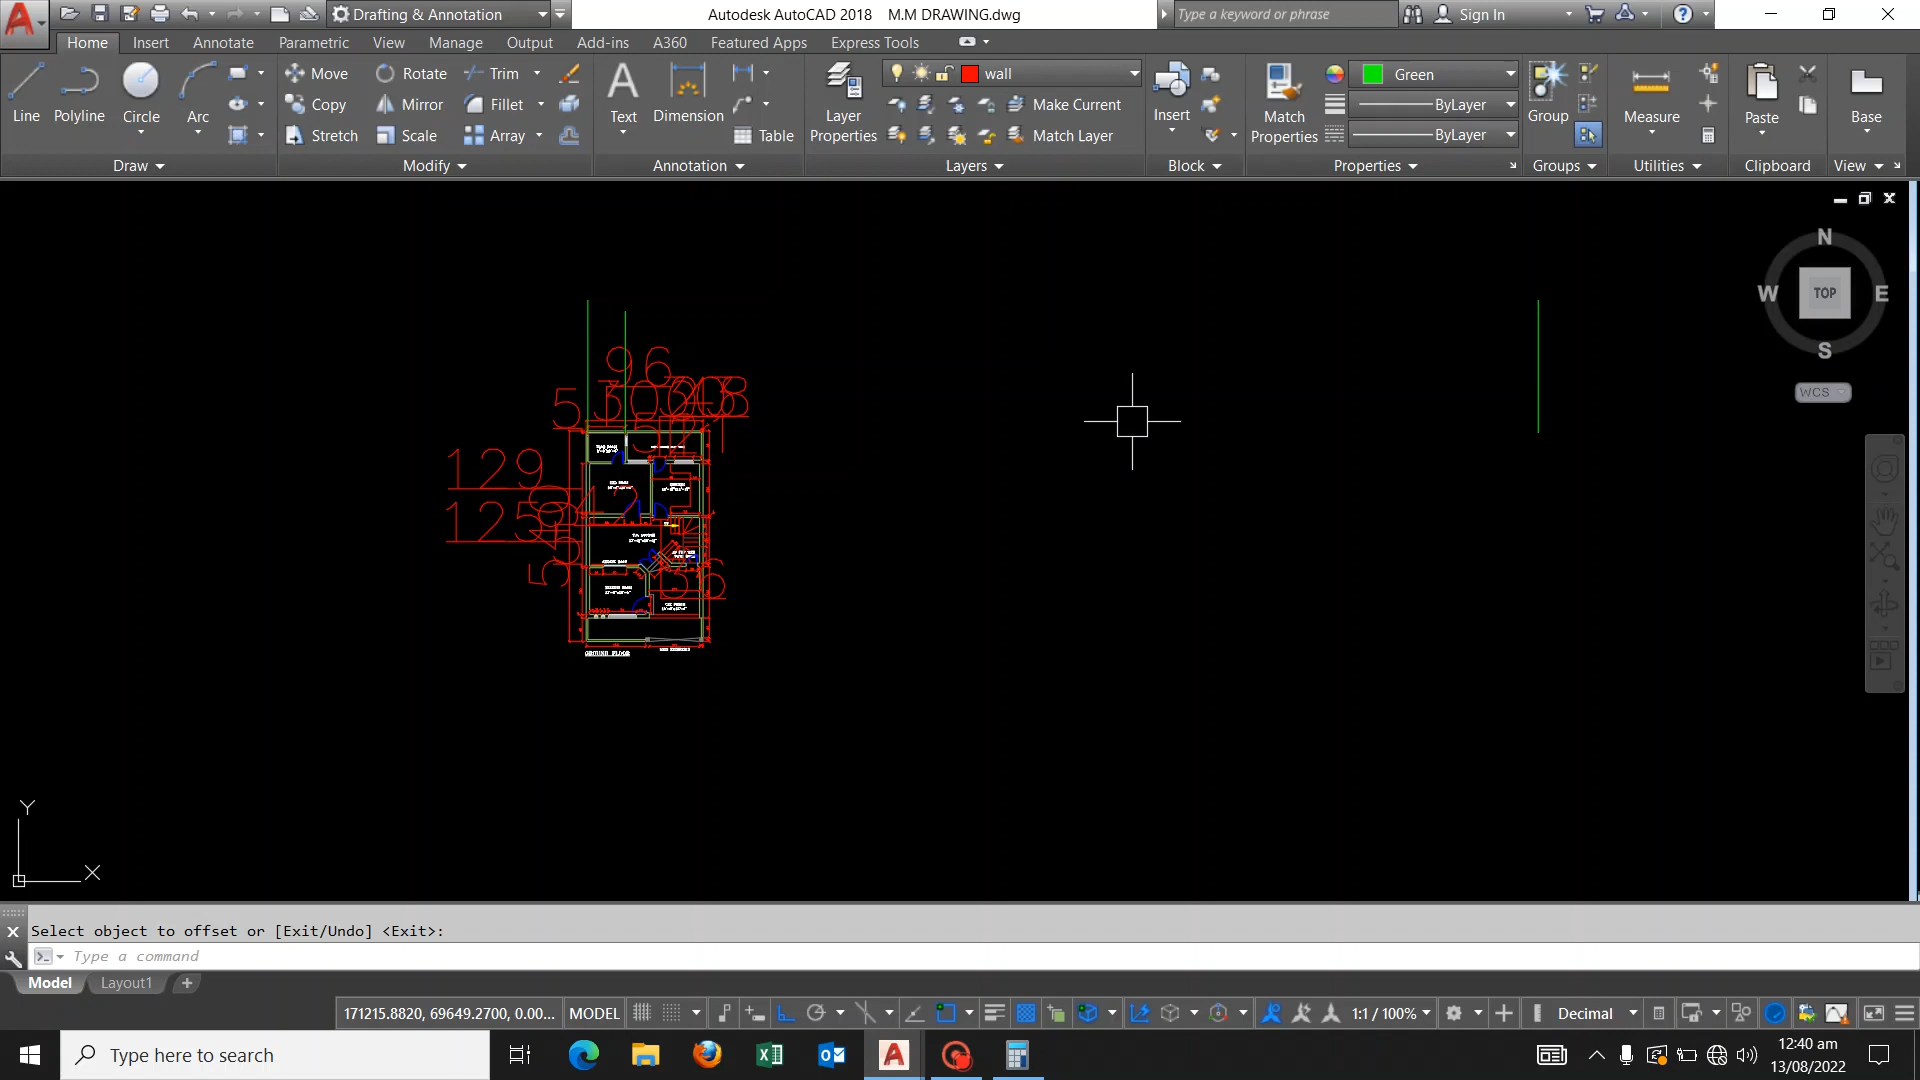 Drafting & Annotation
Autodesk AutoCAD 2018 M.M DRAWING.dwg
Type a keyword or phrase
Sign In
Home Insert Annotate Parametric View Manage Output Add-ins A360 Featured Apps Express Tools
Line Polyline Circle Arc
Move Rotate Trim
Copy Mirror Fillet
Stretch Scale Array
Text Dimension Table
Layer Properties
wall
Make Current
Match Layer
Insert
Match Properties
Green
ByLayer
ByLayer
Group
Measure
Paste
Base
Draw Modify Annotation Layers Block Properties Groups Utilities Clipboard View
N
W TOP E
S
WCS
96
5
129
GROUND FLOOR
Y
X
Select object to offset or [Exit/Undo] <Exit>:
Type a command
Model Layout1 +
171215.8820, 69649.2700, 0.00... MODEL 1:1 / 100% Decimal
Type here to search
12:40 am
13/08/2022